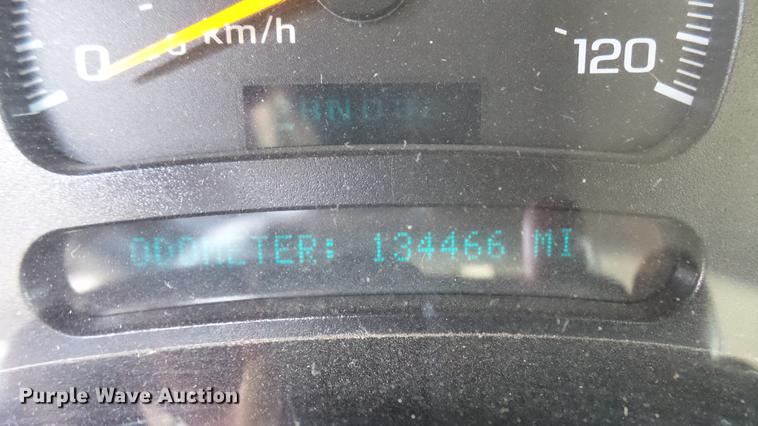 0 km/h 120
ODOMETER: 134466 MI
Purple Wave Auction